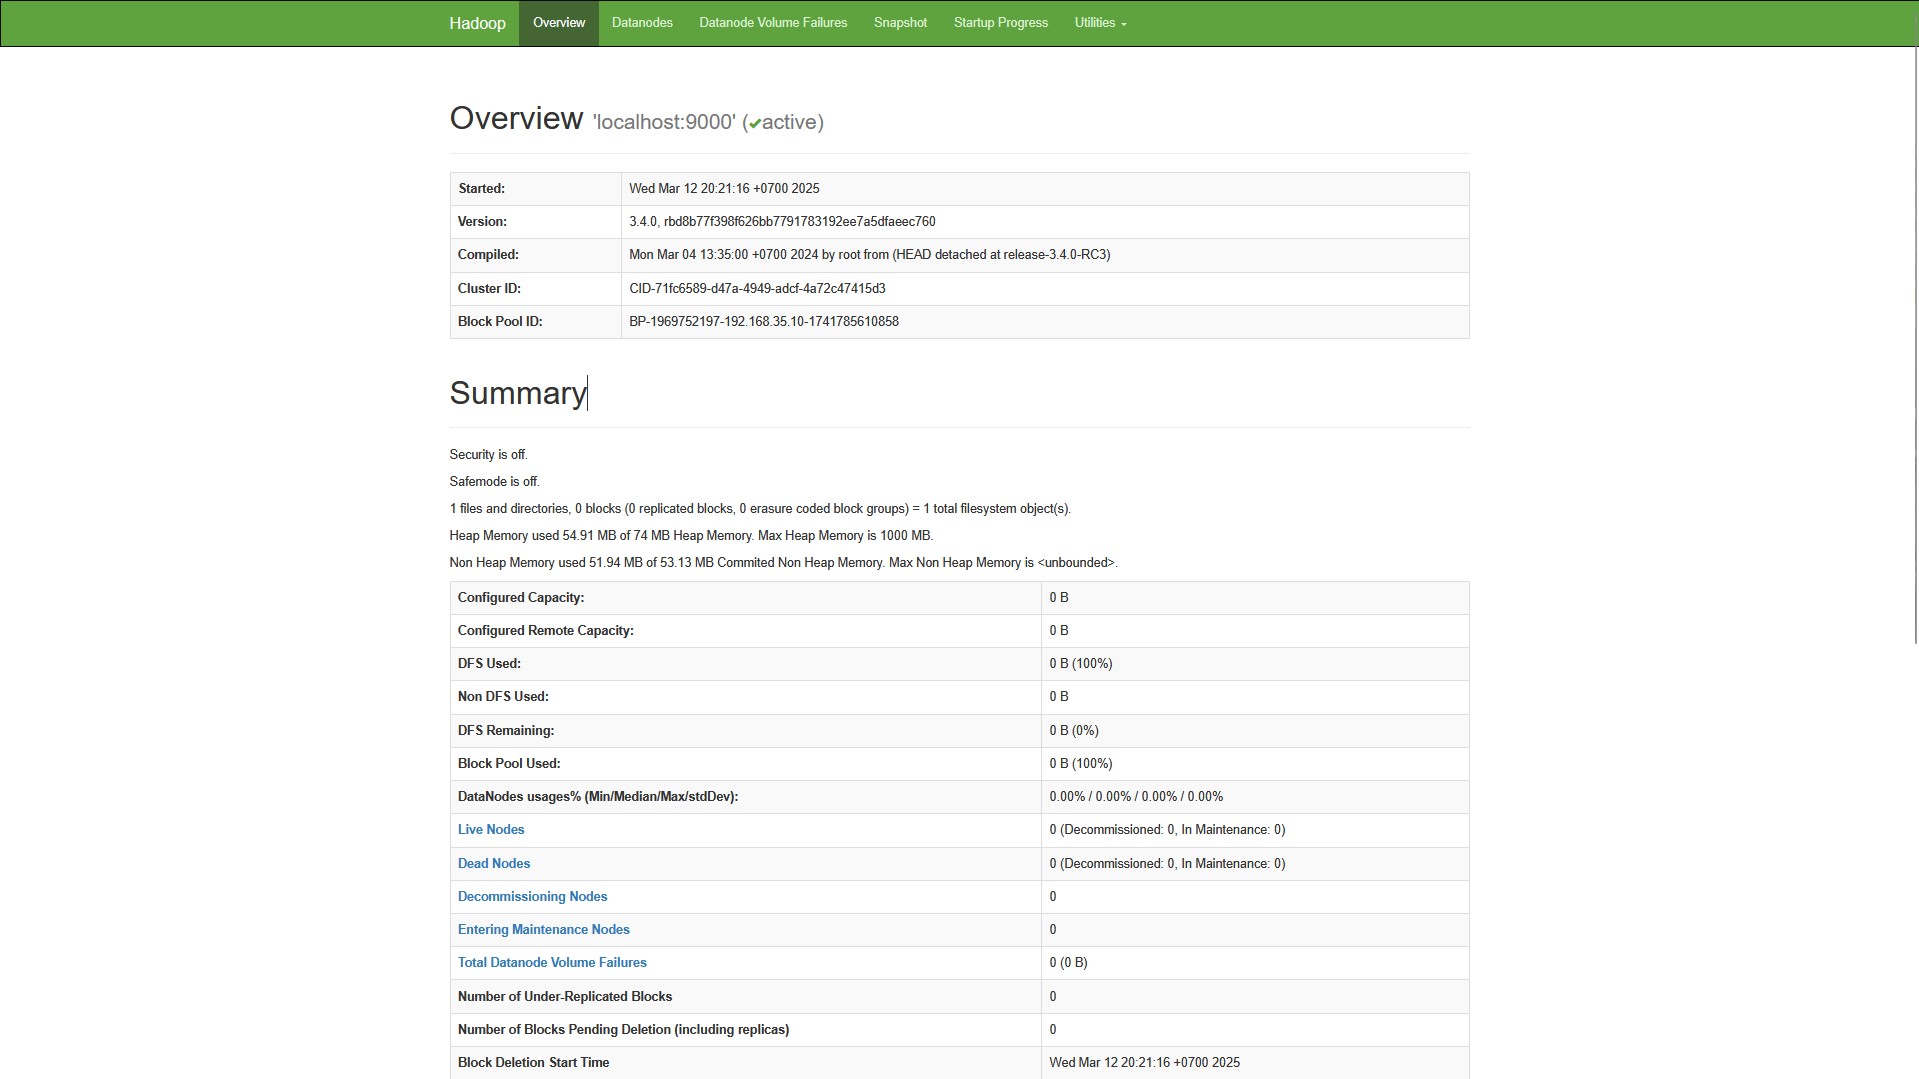 Hadoop Overview Datanodes Datanode Volume Failures Snapshot Startup Progress Utilities
Overview 'localhost:9000' (✔active)
Started: Wed Mar 12 20:21:16 +0700 2025
Version: 3.4.0, rbd8b77f398f626bb7791783192ee7a5dfaeec760
Compiled: Mon Mar 04 13:35:00 +0700 2024 by root from (HEAD detached at release-3.4.0-RC3)
Cluster ID: CID-71fc6589-d47a-4949-adcf-4a72c47415d3
Block Pool ID: BP-1969752197-192.168.35.10-1741785610858
Summary
Security is off.
Safemode is off.
1 files and directories, 0 blocks (0 replicated blocks, 0 erasure coded block groups) = 1 total filesystem object(s).
Heap Memory used 54.91 MB of 74 MB Heap Memory. Max Heap Memory is 1000 MB.
Non Heap Memory used 51.94 MB of 53.13 MB Commited Non Heap Memory. Max Non Heap Memory is <unbounded>.
Configured Capacity: 0 B
Configured Remote Capacity: 0 B
DFS Used: 0 B (100%)
Non DFS Used: 0 B
DFS Remaining: 0 B (0%)
Block Pool Used: 0 B (100%)
DataNodes usages% (Min/Median/Max/stdDev): 0.00% / 0.00% / 0.00% / 0.00%
Live Nodes 0 (Decommissioned: 0, In Maintenance: 0)
Dead Nodes 0 (Decommissioned: 0, In Maintenance: 0)
Decommissioning Nodes 0
Entering Maintenance Nodes 0
Total Datanode Volume Failures 0 (0 B)
Number of Under-Replicated Blocks 0
Number of Blocks Pending Deletion (including replicas) 0
Block Deletion Start Time Wed Mar 12 20:21:16 +0700 2025